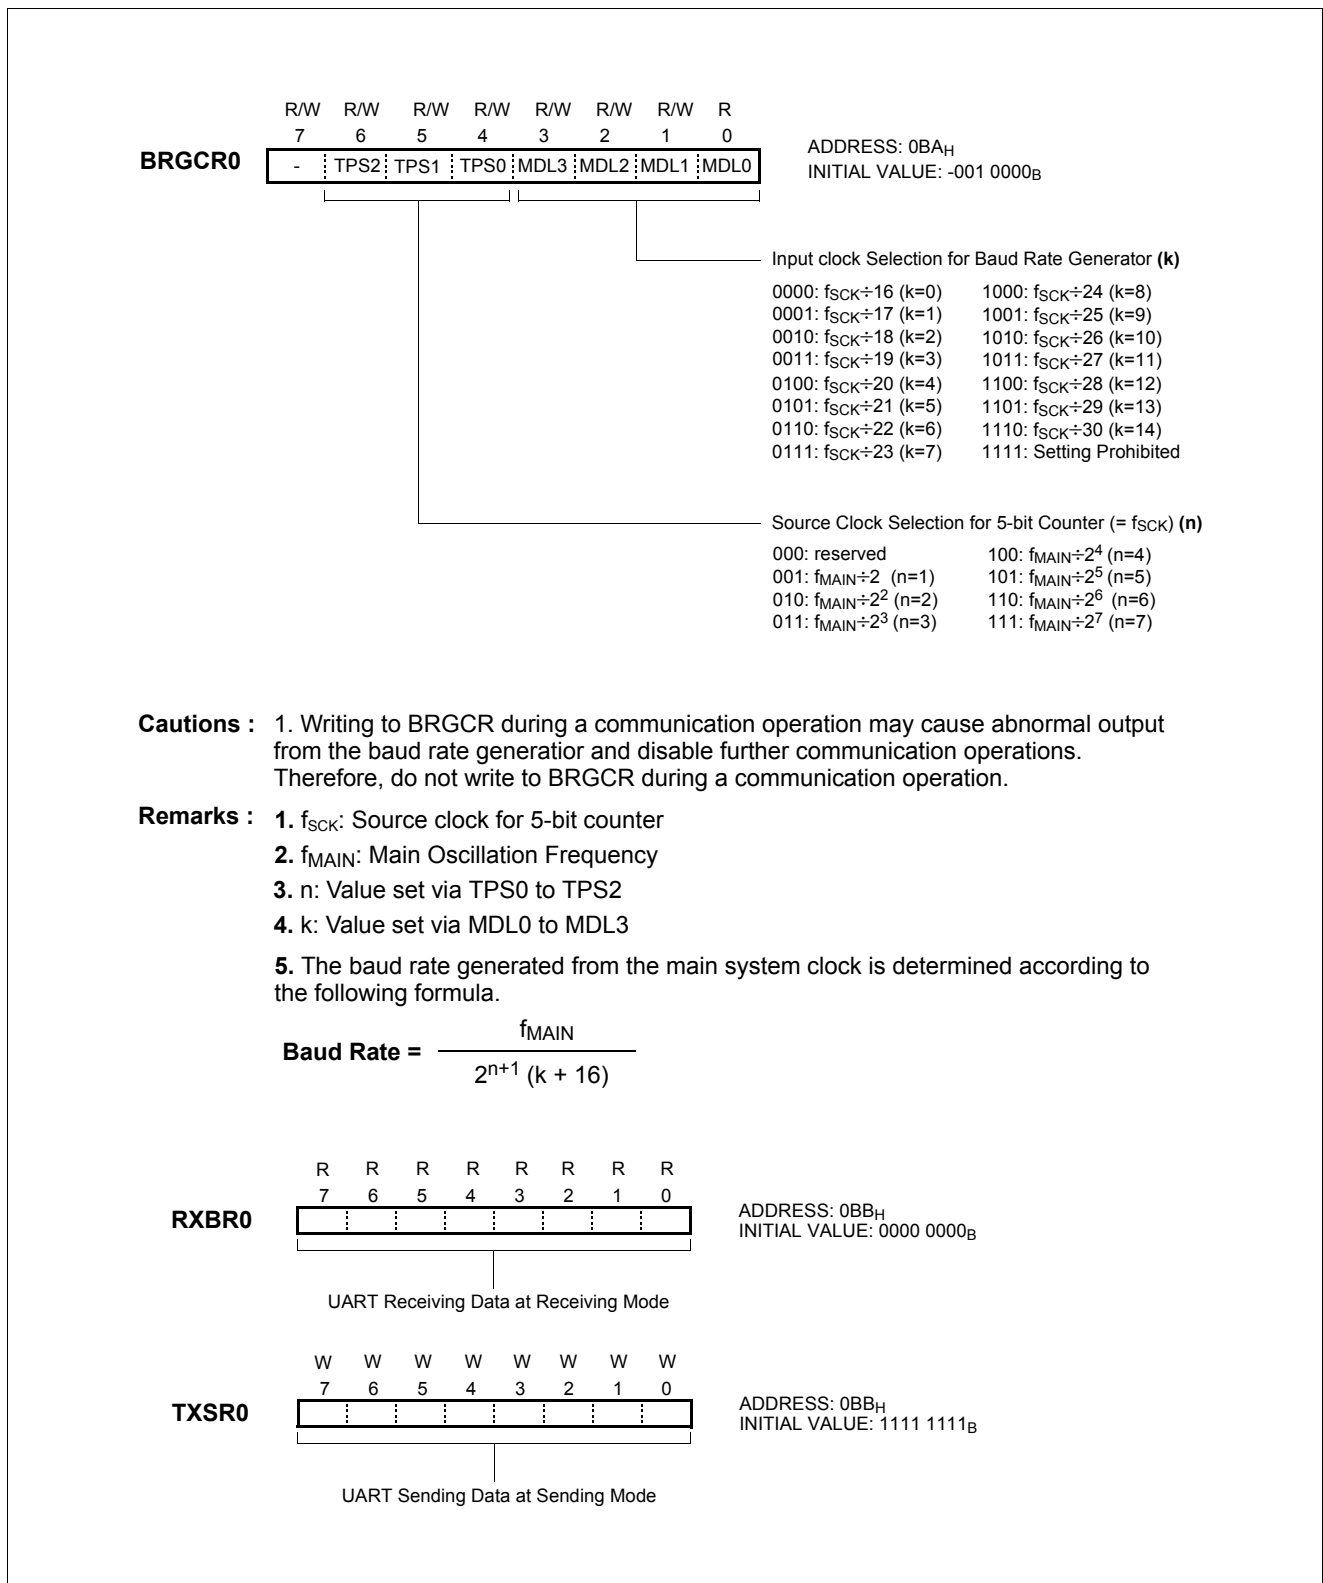 R/W R/W R/W R/W R/W R/W R/W R
7 6 5 4 3 2 1 0
BRGCR0 - TPS2 TPS1 TPS0 MDL3 MDL2 MDL1 MDL0
ADDRESS: 0BAH
INITIAL VALUE: -001 0000B
Input clock Selection for Baud Rate Generator (k)
0000: fSCK÷16 (k=0) 1000: fSCK÷24 (k=8)
0001: fSCK÷17 (k=1) 1001: fSCK÷25 (k=9)
0010: fSCK÷18 (k=2) 1010: fSCK÷26 (k=10)
0011: fSCK÷19 (k=3) 1011: fSCK÷27 (k=11)
0100: fSCK÷20 (k=4) 1100: fSCK÷28 (k=12)
0101: fSCK÷21 (k=5) 1101: fSCK÷29 (k=13)
0110: fSCK÷22 (k=6) 1110: fSCK÷30 (k=14)
0111: fSCK÷23 (k=7) 1111: Setting Prohibited
Source Clock Selection for 5-bit Counter (= fSCK) (n)
000: reserved 100: fMAIN÷2⁴ (n=4)
001: fMAIN÷2 (n=1) 101: fMAIN÷2⁵ (n=5)
010: fMAIN÷2² (n=2) 110: fMAIN÷2⁶ (n=6)
011: fMAIN÷2³ (n=3) 111: fMAIN÷2⁷ (n=7)
Cautions : 1. Writing to BRGCR during a communication operation may cause abnormal output
from the baud rate generatior and disable further communication operations.
Therefore, do not write to BRGCR during a communication operation.
Remarks : 1. fSCK: Source clock for 5-bit counter
2. fMAIN: Main Oscillation Frequency
3. n: Value set via TPS0 to TPS2
4. k: Value set via MDL0 to MDL3
5. The baud rate generated from the main system clock is determined according to
the following formula.
fMAIN
Baud Rate =
2ⁿ⁺¹ (k + 16)
R R R R R R R R
7 6 5 4 3 2 1 0
RXBR0
ADDRESS: 0BBH
INITIAL VALUE: 0000 0000B
UART Receiving Data at Receiving Mode
W W W W W W W W
7 6 5 4 3 2 1 0
TXSR0
ADDRESS: 0BBH
INITIAL VALUE: 1111 1111B
UART Sending Data at Sending Mode